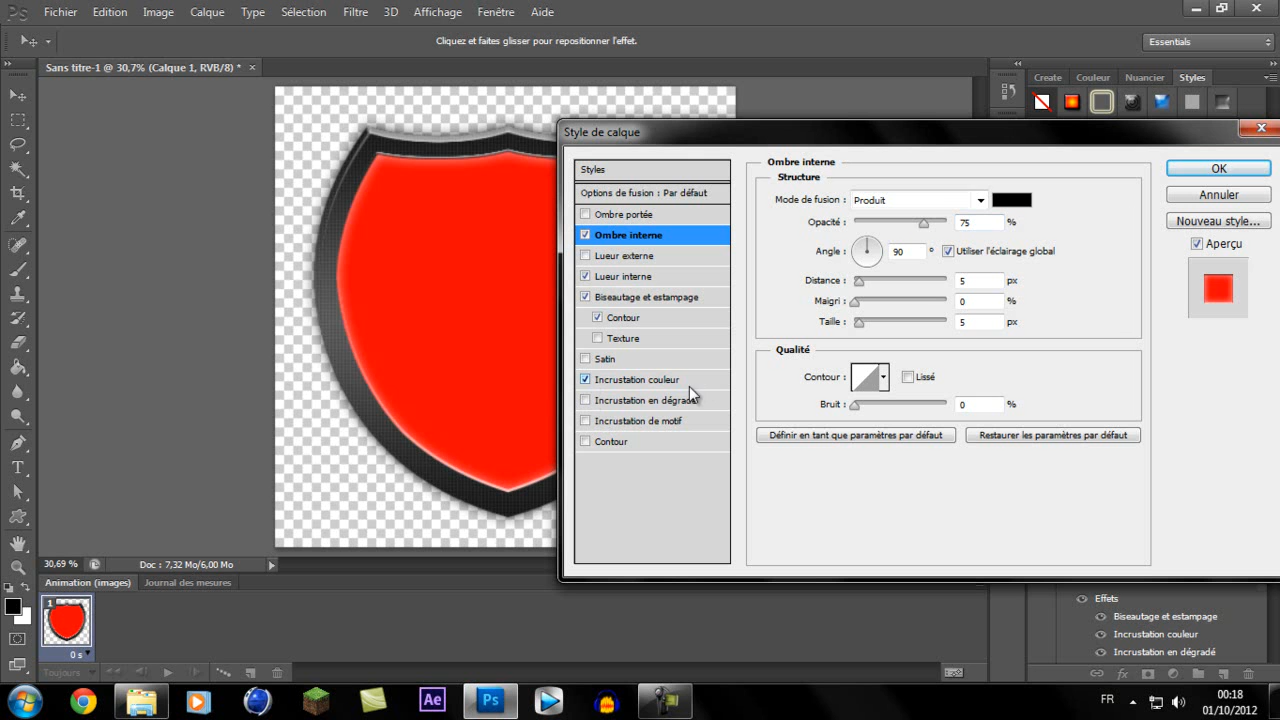 Ps Fichier Edition Image Calque Type Sélection Filtre 3D Affichage Fenêtre Aide
Cliquez et faites glisser pour repositionner l'effet.
Essentials
Sans titre-1 @ 30,7% (Calque 1, RVB/8) *
Create Couleur Nuancier Styles
Style de calque
Styles
Options de fusion : Par défaut
Ombre portée
Ombre interne
Lueur externe
Lueur interne
Biseautage et estampage
Contour
Texture
Satin
Incrustation couleur
Incrustation en dégradé
Incrustation de motif
Contour
Ombre interne
Structure
Mode de fusion : Produit
Opacité : 75 %
Angle : 90 ° Utiliser l'éclairage global
Distance : 5 px
Maigri : 0 %
Taille : 5 px
Qualité
Contour : Lissé
Bruit : 0 %
Définir en tant que paramètres par défaut Restaurer les paramètres par défaut
OK
Annuler
Nouveau style...
Aperçu
30,69 % Doc : 7,32 Mo/6,00 Mo
Animation (images) Journal des mesures
1
0 s
Toujours
Effets
Biseautage et estampage
Incrustation couleur
Incrustation en dégradé
fx
Ae Ps
FR
00:18
01/10/2012